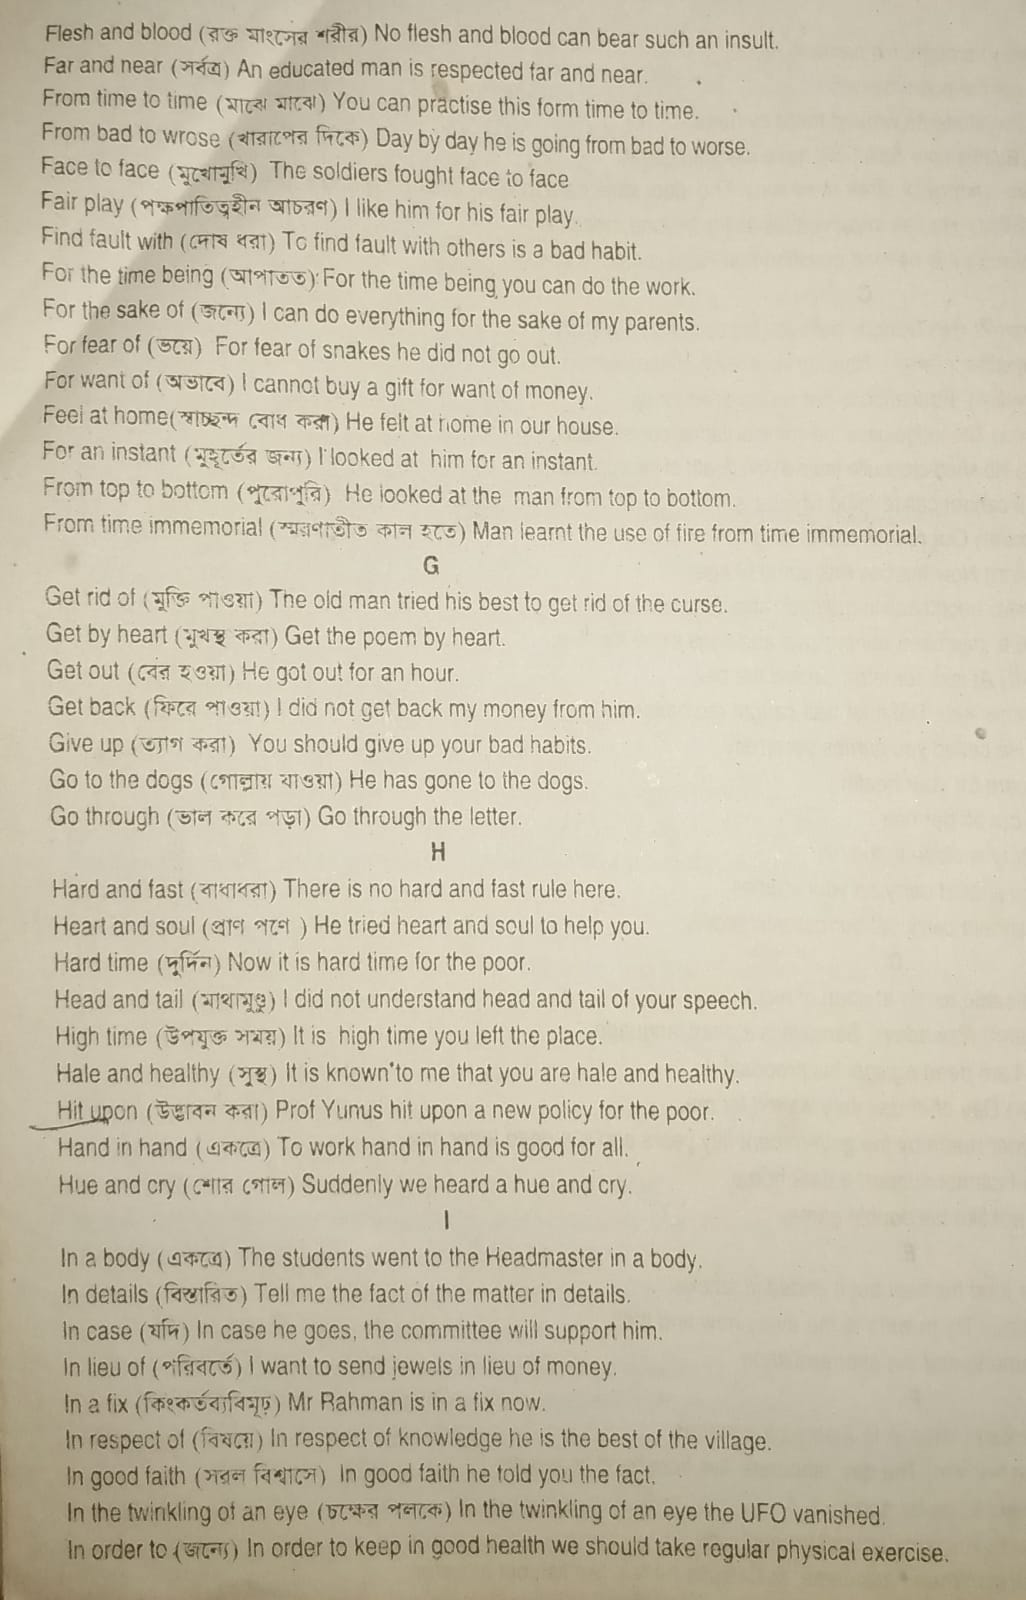 Flesh and blood (রক্ত মাংসের শরীর) No flesh and blood can bear such an insult.
Far and near (সর্বত্র) An educated man is respected far and near.
From time to time (মাঝে মাঝে) You can practise this form time to time.
From bad to wrose (খারাপের দিকে) Day by day he is going from bad to worse.
Face to face (মুখোমুখি) The soldiers fought face to face
Fair play (পক্ষপাতিত্বহীন আচরণ) I like him for his fair play.
Find fault with (দোষ ধরা) To find fault with others is a bad habit.
For the time being (আপাতত) For the time being you can do the work.
For the sake of (জন্যে) I can do everything for the sake of my parents.
For fear of (ভয়ে) For fear of snakes he did not go out.
For want of (অভাবে) I cannot buy a gift for want of money.
Feel at home(স্বাচ্ছন্দ বোধ করা) He felt at home in our house.
For an instant (মুহূর্তের জন্য) I looked at him for an instant.
From top to bottom (পুরোপুরি) He looked at the man from top to bottom.
From time immemorial (স্মরণাতীত কাল হতে) Man learnt the use of fire from time immemorial.
G
Get rid of (মুক্তি পাওয়া) The old man tried his best to get rid of the curse.
Get by heart (মুখস্থ করা) Get the poem by heart.
Get out (বের হওয়া) He got out for an hour.
Get back (ফিরে পাওয়া) I did not get back my money from him.
Give up (ত্যাগ করা) You should give up your bad habits.
Go to the dogs (গোল্লায় যাওয়া) He has gone to the dogs.
Go through (ভাল করে পড়া) Go through the letter.
H
Hard and fast (বাধাধরা) There is no hard and fast rule here.
Heart and soul (প্রাণ পণে ) He tried heart and soul to help you.
Hard time (দুর্দিন) Now it is hard time for the poor.
Head and tail (মাথামুণ্ডু) I did not understand head and tail of your speech.
High time (উপযুক্ত সময়) It is high time you left the place.
Hale and healthy (সুস্থ) It is known to me that you are hale and healthy.
Hit upon (উদ্ভাবন করা) Prof Yunus hit upon a new policy for the poor.
Hand in hand (একত্রে) To work hand in hand is good for all.
Hue and cry (শোর গোল) Suddenly we heard a hue and cry.
I
In a body (একত্রে) The students went to the Headmaster in a body.
In details (বিস্তারিত) Tell me the fact of the matter in details.
In case (যদি) In case he goes, the committee will support him.
In lieu of (পরিবর্তে) I want to send jewels in lieu of money.
In a fix (কিংকর্তব্যবিমূঢ়) Mr Rahman is in a fix now.
In respect of (বিষয়ে) In respect of knowledge he is the best of the village.
In good faith (সরল বিশ্বাসে) In good faith he told you the fact.
In the twinkling of an eye (চক্ষের পলকে) In the twinkling of an eye the UFO vanished.
In order to (জন্যে) In order to keep in good health we should take regular physical exercise.